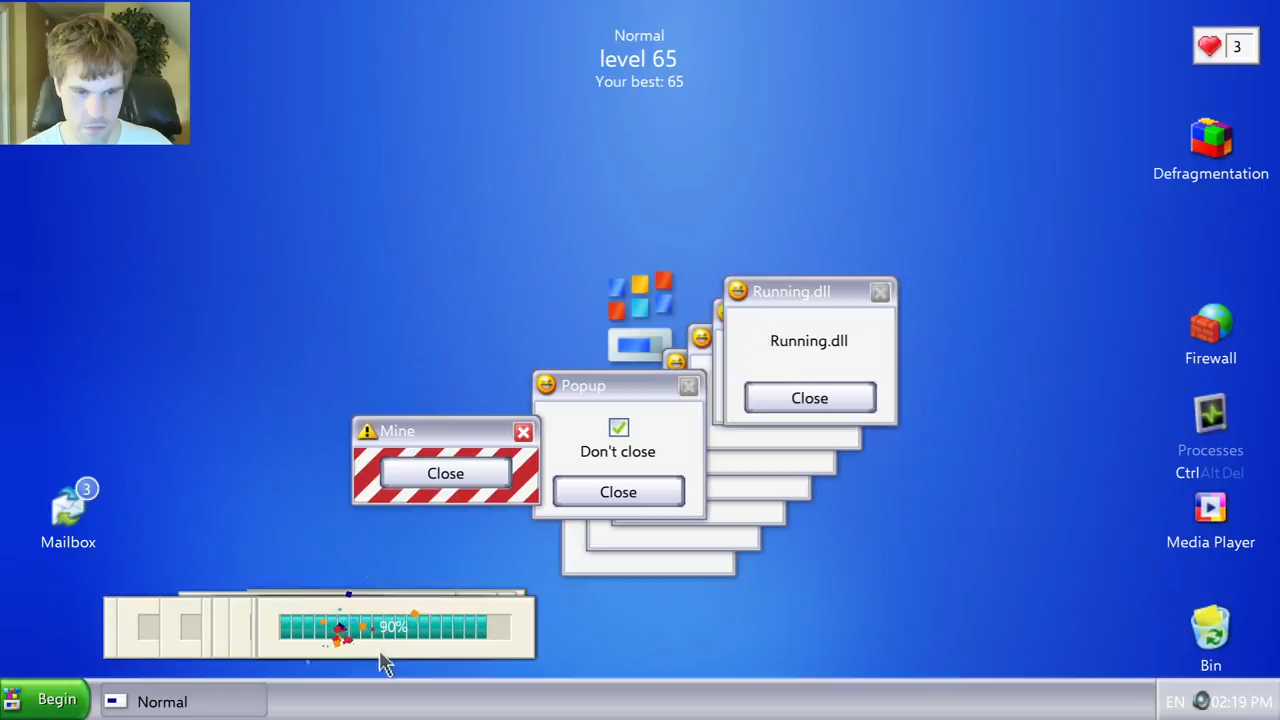 Normal
level 65
Your best: 65
3
Defragmentation
Running.dll
Running.dll
Close
Firewall
Popup
Don't close
Close
Mine
Close
Processes
Ctrl Alt Del
3
Mailbox
Media Player
90%
Bin
Begin
Normal
EN
02:19 PM